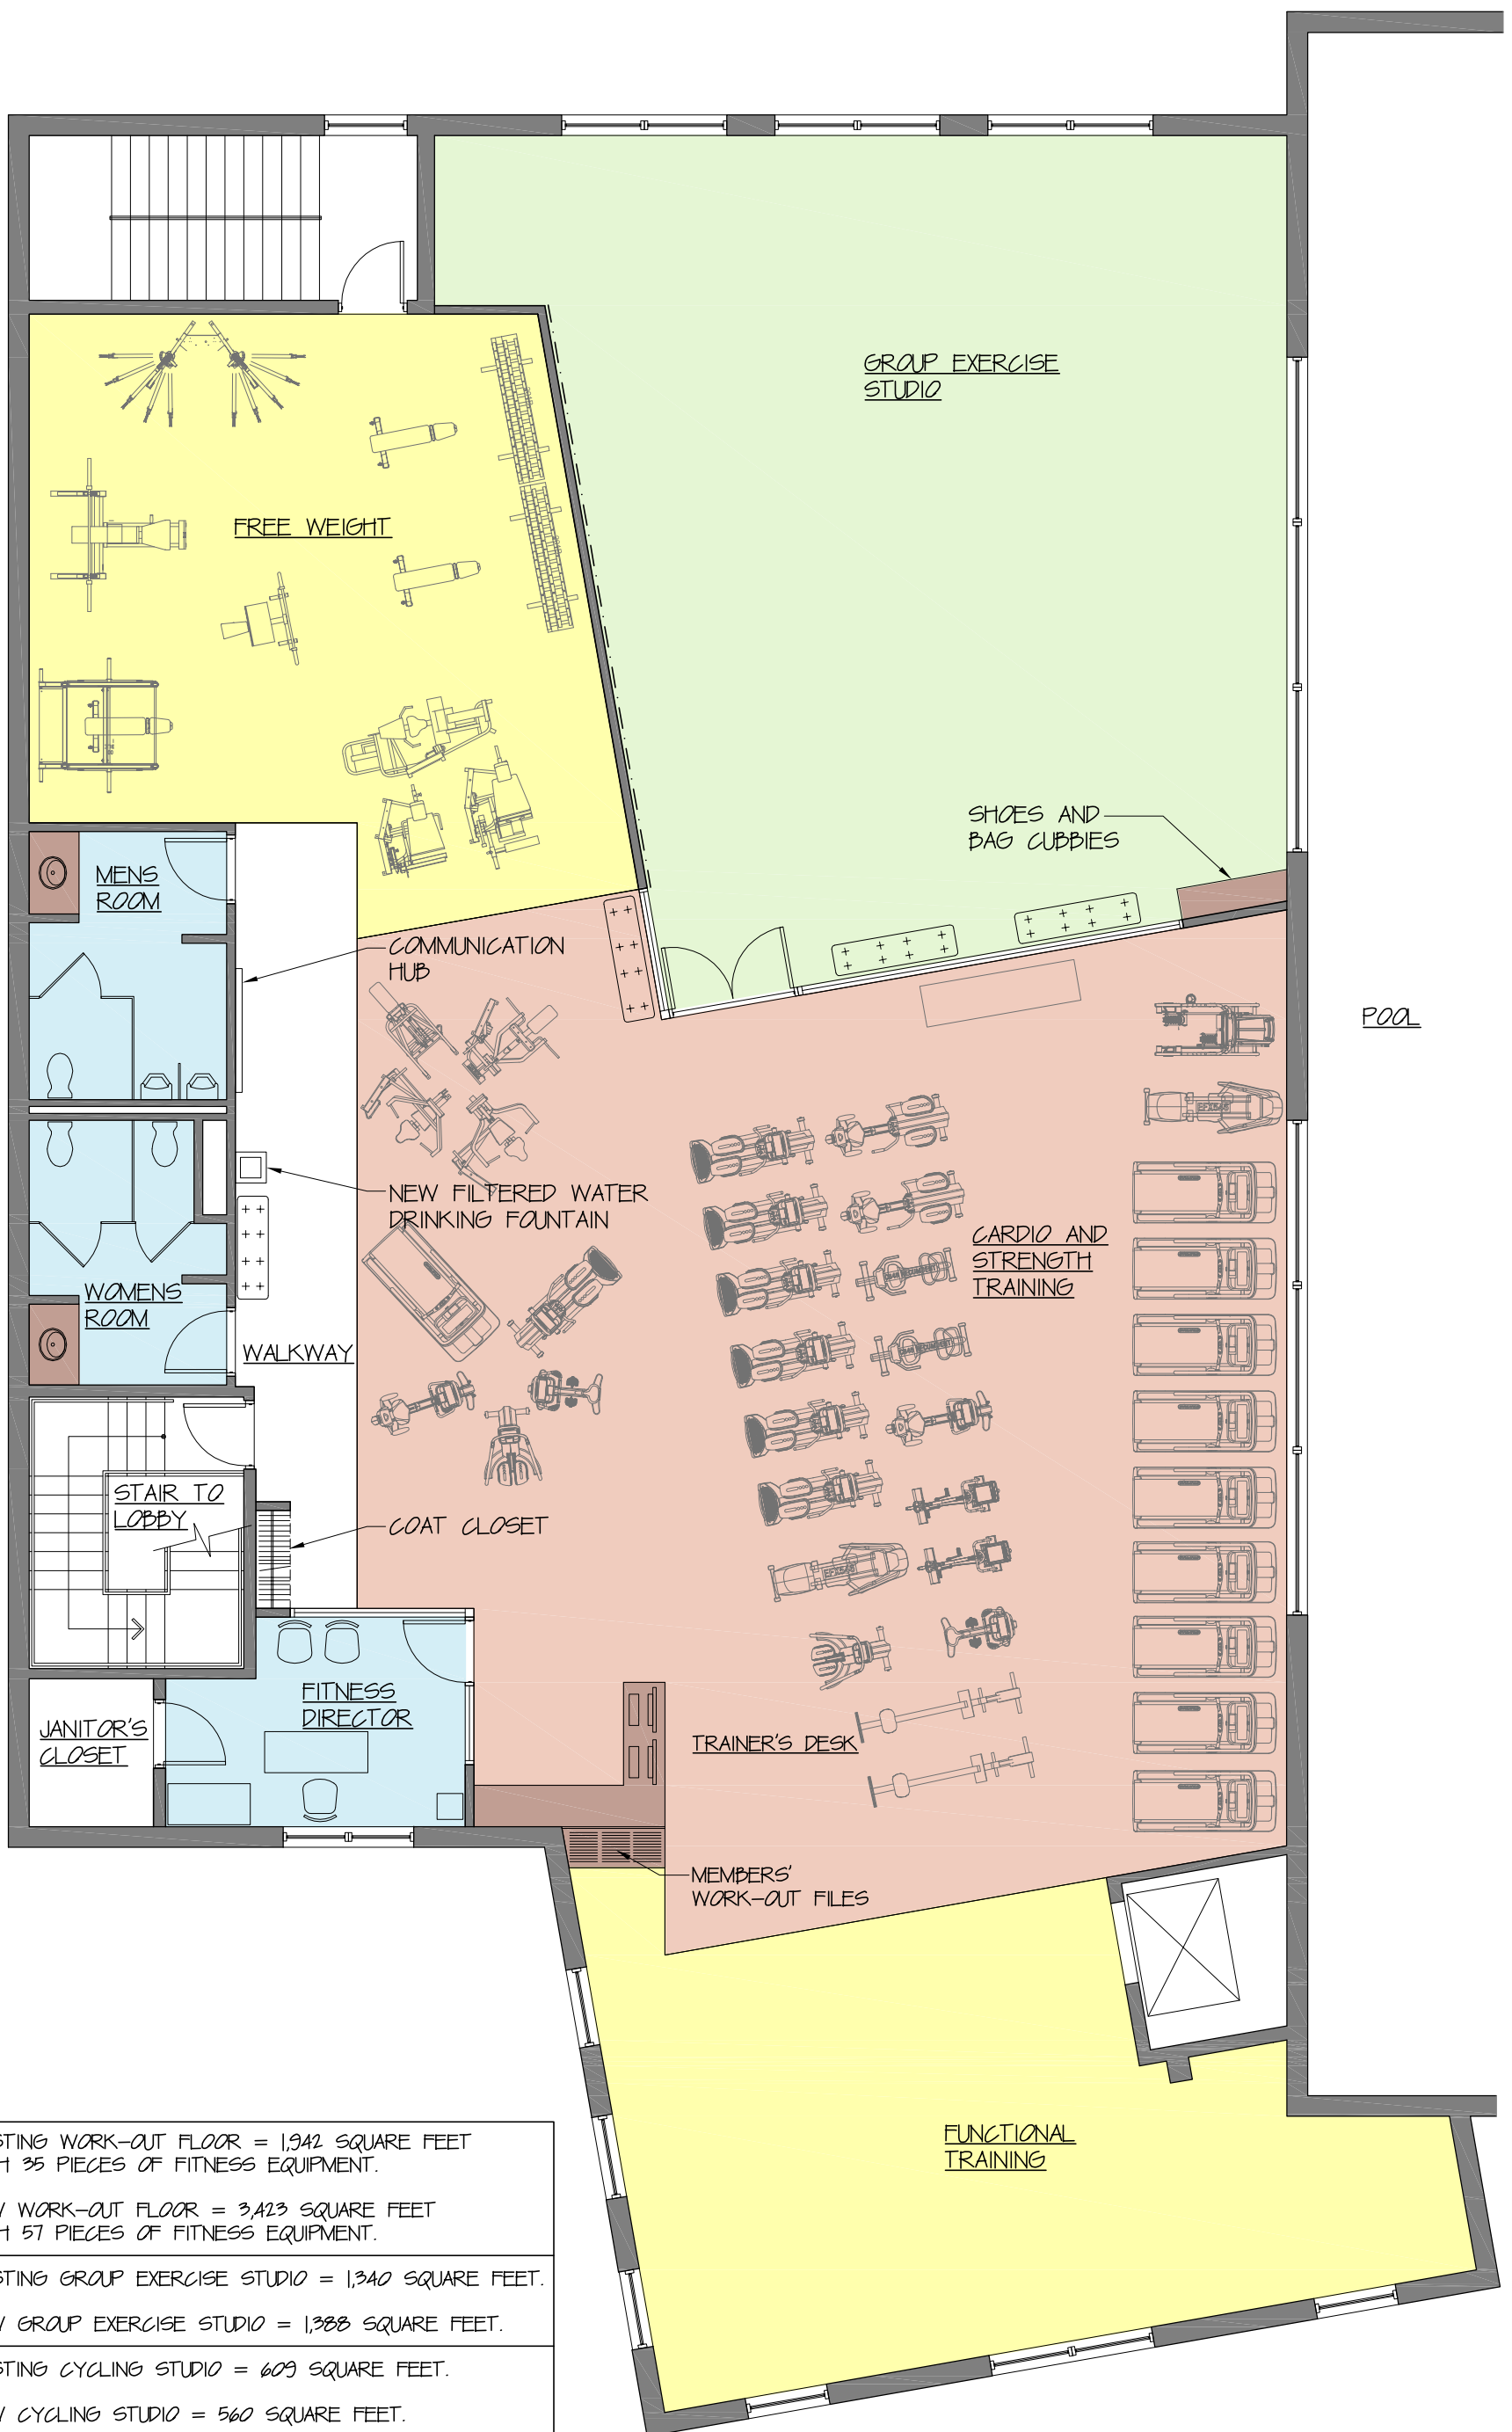 GROUP EXERCISE
STUDIO
FREE WEIGHT
SHOES AND
BAG CUBBIES
MENS
ROOM
COMMUNICATION
HUB
POOL
NEW FILTERED WATER
DRINKING FOUNTAIN
CARDIO AND
STRENGTH
TRAINING
WOMENS
ROOM
WALKWAY
STAIR TO
LOBBY
COAT CLOSET
FITNESS
DIRECTOR
JANITOR'S
CLOSET
TRAINER'S DESK
MEMBERS'
WORK-OUT FILES
FUNCTIONAL
TRAINING
STING WORK-OUT FLOOR = 1,942 SQUARE FEET
H 35 PIECES OF FITNESS EQUIPMENT.
WORK-OUT FLOOR = 3,423 SQUARE FEET
H 57 PIECES OF FITNESS EQUIPMENT.
STING GROUP EXERCISE STUDIO = 1,340 SQUARE FEET.
GROUP EXERCISE STUDIO = 1,388 SQUARE FEET.
STING CYCLING STUDIO = 609 SQUARE FEET.
CYCLING STUDIO = 560 SQUARE FEET.